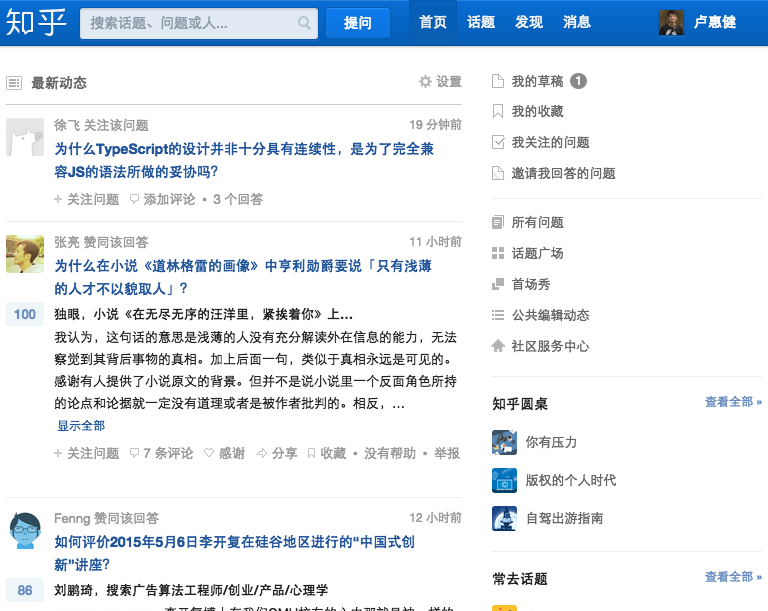 知乎 搜索话题、问题或人... 提问 首页 话题 发现 消息 卢惠健
最新动态 设置
徐飞 关注该问题 19 分钟前
为什么TypeScript的设计并非十分具有连续性，是为了完全兼
容JS的语法所做的妥协吗？
+ 关注问题 添加评论 • 3 个回答
张亮 赞同该回答 11 小时前
为什么在小说《道林格雷的画像》中亨利勋爵要说「只有浅薄
的人才不以貌取人」？
100 独眼，小说《在无尽无序的汪洋里，紧挨着你》上...
我认为，这句话的意思是浅薄的人没有充分解读外在信息的能力，无法
察觉到其背后事物的真相。加上后面一句，类似于真相永远是可见的。
感谢有人提供了小说原文的背景。但并不是说小说里一个反面角色所持
的论点和论据就一定没有道理或者是被作者批判的。相反，...
显示全部
+ 关注问题 7 条评论 感谢 分享 收藏 • 没有帮助 • 举报
Fenng 赞同该回答 12 小时前
如何评价2015年5月6日李开复在硅谷地区进行的“中国式创
新”讲座？
86 刘鹏琦，搜索广告算法工程师/创业/产品/心理学
我的草稿 1
我的收藏
我关注的问题
邀请我回答的问题
所有问题
话题广场
首场秀
公共编辑动态
社区服务中心
知乎圆桌 查看全部 »
你有压力
版权的个人时代
自驾出游指南
常去话题 查看全部 »